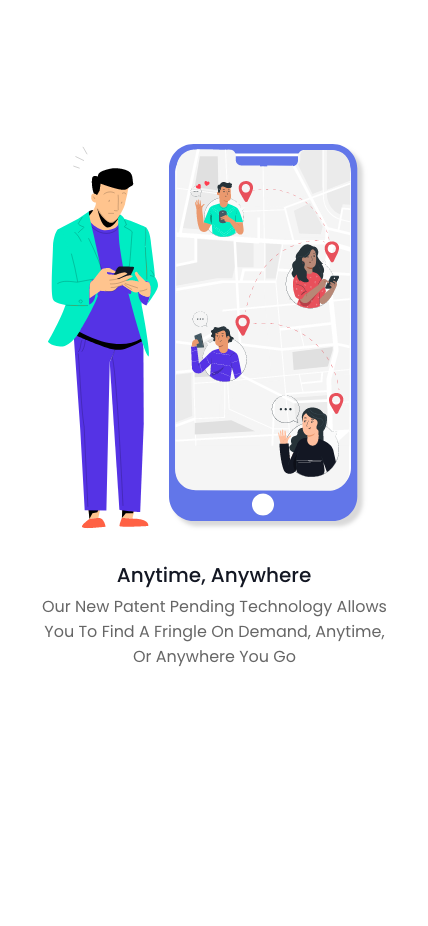 Anytime, Anywhere
Our New Patent Pending Technology Allows
You To Find A Fringle On Demand, Anytime,
Or Anywhere You Go